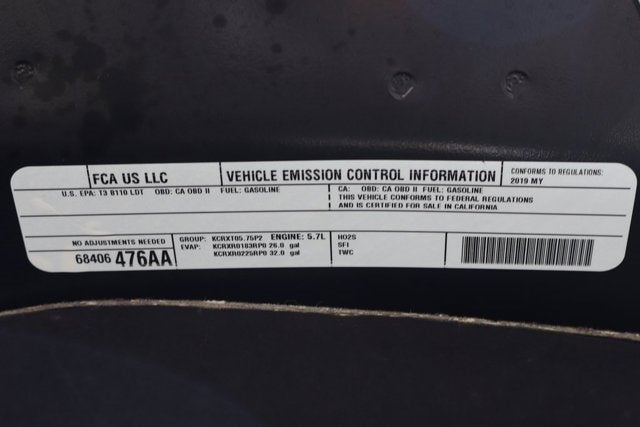 FCA US LLC
VEHICLE EMISSION CONTROL INFORMATION
CONFORMS TO REGULATIONS:
2019 MY
U.S. EPA: T3 B110 LDT OBD: CA OBD II FUEL: GASOLINE
CA: OBD: CA OBD II FUEL: GASOLINE
THIS VEHICLE CONFORMS TO FEDERAL REGULATIONS
AND IS CERTIFIED FOR SALE IN CALIFORNIA
NO ADJUSTMENTS NEEDED
68406 476AA
GROUP: KCRXT05.75P2 ENGINE: 5.7L
EVAP: KCRXR0183RP0 26.0 gal
KCRXR0225RP0 32.0 gal
HO2S
SFI
TWC